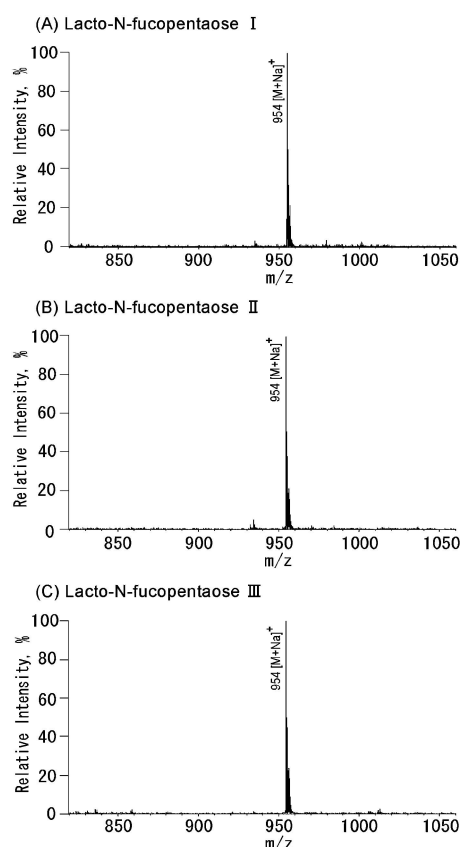 (A) Lacto-N-fucopentaose Ⅰ
Relative Intensity, %
100
80
60
40
20
0
954 [M+Na]+
850 900 950 1000 1050
m/z
(B) Lacto-N-fucopentaose Ⅱ
Relative Intensity, %
100
80
60
40
20
0
954 [M+Na]+
850 900 950 1000 1050
m/z
(C) Lacto-N-fucopentaose Ⅲ
Relative Intensity, %
100
80
60
40
20
0
954 [M+Na]+
850 900 950 1000 1050
m/z